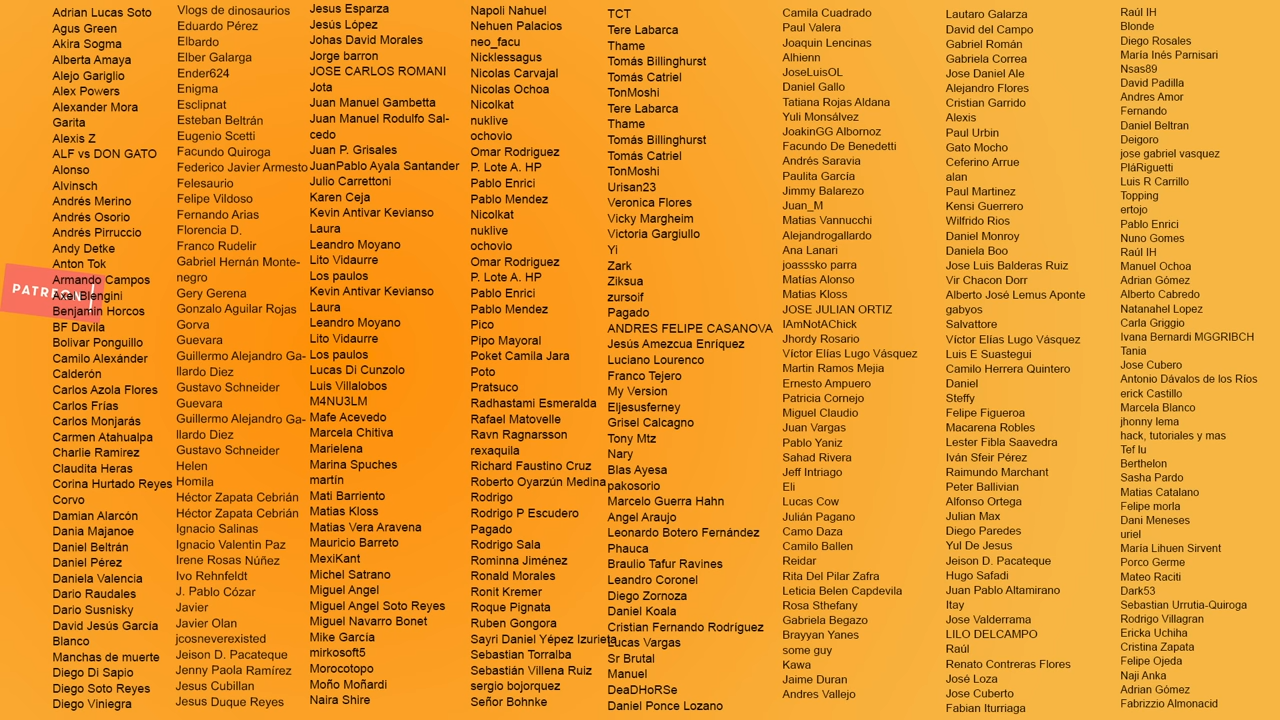 Adrian Lucas Soto
Agus Green
Akira Sogma
Alberta Amaya
Alejo Gariglio
Alex Powers
Alexander Mora
Garita
Alexis Z
ALF vs DON GATO
Alonso
Alvinsch
Andrés Merino
Andrés Osorio
Andrés Pirruccio
Andy Detke
Anton Tok
Armando Campos
PATREON
Axel Blengini
Benjamin Horcos
BF Davila
Bolivar Ponguillo
Camilo Alexánder
Calderón
Carlos Azola Flores
Carlos Frías
Carlos Monjarás
Carmen Atahualpa
Charlie Ramirez
Claudita Heras
Corina Hurtado Reyes
Corvo
Damian Alarcón
Dania Majanoe
Daniel Beltrán
Daniel Pérez
Daniela Valencia
Dario Raudales
Dario Susnisky
David Jesús García
Blanco
Manchas de muerte
Diego Di Sapio
Diego Soto Reyes
Diego Viniegra
Vlogs de dinosaurios
Eduardo Pérez
Elbardo
Elber Galarga
Ender624
Enigma
Esclipnat
Esteban Beltrán
Eugenio Scetti
Facundo Quiroga
Federico Javier Armesto
Felesaurio
Felipe Vildoso
Fernando Arias
Florencia D.
Franco Rudelir
Gabriel Hernán Monte-
negro
Gery Gerena
Gonzalo Aguilar Rojas
Gorva
Guevara
Guillermo Alejandro Ga-
llardo Diez
Gustavo Schneider
Guevara
Guillermo Alejandro Ga-
llardo Diez
Gustavo Schneider
Helen
Homila
Héctor Zapata Cebrián
Héctor Zapata Cebrián
Ignacio Salinas
Ignacio Valentin Paz
Irene Rosas Núñez
Ivo Rehnfeldt
J. Pablo Cózar
Javier
Javier Olan
jcosneverexisted
Jeison D. Pacateque
Jenny Paola Ramírez
Jesus Cubillan
Jesus Duque Reyes
Jesús Esparza
Jesús López
Johas David Morales
Jorge barron
JOSE CARLOS ROMANI
Jota
Juan Manuel Gambetta
Juan Manuel Rodulfo Sal-
cedo
Juan P. Grisales
JuanPablo Ayala Santander
Julio Carrettoni
Karen Ceja
Kevin Antivar Kevianso
Laura
Leandro Moyano
Lito Vidaurre
Los paulos
Kevin Antivar Kevianso
Laura
Leandro Moyano
Lito Vidaurre
Los paulos
Lucas Di Cunzolo
Luis Villalobos
M4NU3LM
Mafe Acevedo
Marcela Chitiva
Marielena
Marina Spuches
martín
Mati Barriento
Matías Kloss
Matias Vera Aravena
Mauricio Barreto
MexiKant
Michel Satrano
Miguel Angel
Miguel Angel Soto Reyes
Miguel Navarro Bonet
Mike García
mirkosoft5
Morocotopo
Moño Moñardi
Naira Shire
Napoli Nahuel
Nehuen Palacios
neo_facu
Nicklessagus
Nicolas Carvajal
Nicolas Ochoa
Nicolkat
nuklive
ochovio
Omar Rodriguez
P. Lote A. HP
Pablo Enrici
Pablo Mendez
Nicolkat
nuklive
ochovio
Omar Rodriguez
P. Lote A. HP
Pablo Enrici
Pablo Mendez
Pico
Pipo Mayoral
Poket Camila Jara
Poto
Pratsuco
Radhastami Esmeralda
Rafael Matovelle
Ravn Ragnarsson
rexaquila
Richard Faustino Cruz
Roberto Oyarzún Medina
Rodrigo
Rodrigo P Escudero
Pagado
Rodrigo Sala
Rominna Jiménez
Ronald Morales
Ronit Kremer
Roque Pignata
Ruben Gongora
Sayri Daniel Yépez Izurieta
Sebastian Torralba
Sebastián Villena Ruiz
sergio bojorquez
Señor Bohnke
TCT
Tere Labarca
Thame
Tomás Billinghurst
Tomás Catriel
TonMoshi
Tere Labarca
Thame
Tomás Billinghurst
Tomás Catriel
TonMoshi
Urisan23
Veronica Flores
Vicky Margheim
Victoria Gargiullo
Yi
Zark
Ziksua
zursoif
Pagado
ANDRES FELIPE CASANOVA
Jesús Amezcua Enríquez
Luciano Lourenco
Franco Tejero
My Version
Eljesusferney
Grisel Calcagno
Tony Mtz
Nary
Blas Ayesa
pakosorio
Marcelo Guerra Hahn
Angel Araujo
Leonardo Botero Fernández
Phauca
Braulio Tafur Ravines
Leandro Coronel
Diego Zornoza
Daniel Koala
Cristian Fernando Rodríguez
Lucas Vargas
Sr Brutal
Manuel
DeaDHoRSe
Daniel Ponce Lozano
Camila Cuadrado
Paul Valera
Joaquin Lencinas
Alhienn
JoseLuisOL
Daniel Gallo
Tatiana Rojas Aldana
Yuli Monsálvez
JoakinGG Albornoz
Facundo De Benedetti
Andrés Saravia
Paulita García
Jimmy Balarezo
Juan_M
Matias Vannucchi
Alejandrogallardo
Ana Lanari
joasssko parra
Matías Alonso
Matias Kloss
JOSE JULIAN ORTIZ
IAmNotAChick
Jhordy Rosario
Víctor Elías Lugo Vásquez
Martin Ramos Mejia
Ernesto Ampuero
Patricia Cornejo
Miguel Claudio
Juan Vargas
Pablo Yaniz
Sahad Rivera
Jeff Intriago
Eli
Lucas Cow
Julián Pagano
Camo Daza
Camilo Ballen
Reidar
Rita Del Pilar Zafra
Leticia Belen Capdevila
Rosa Sthefany
Gabriela Begazo
Brayyan Yanes
some guy
Kawa
Jaime Duran
Andres Vallejo
Lautaro Galarza
David del Campo
Gabriel Román
Gabriela Correa
Jose Daniel Ale
Alejandro Flores
Cristian Garrido
Alexis
Paul Urbin
Gato Mocho
Ceferino Arrue
alan
Paul Martinez
Kensi Guerrero
Wilfrido Rios
Daniel Monroy
Daniela Boo
Jose Luis Balderas Ruiz
Vir Chacon Dorr
Alberto José Lemus Aponte
gabyos
Salvattore
Víctor Elías Lugo Vásquez
Luis E Suastegui
Camilo Herrera Quintero
Daniel
Steffy
Felipe Figueroa
Macarena Robles
Lester Fibla Saavedra
Iván Sfeir Pérez
Raimundo Marchant
Peter Ballivian
Alfonso Ortega
Julian Max
Diego Paredes
Yul De Jesus
Jeison D. Pacateque
Hugo Safadi
Juan Pablo Altamirano
Itay
Jose Valderrama
LILO DELCAMPO
Raúl
Renato Contreras Flores
José Loza
Jose Cuberto
Fabian Iturriaga
Raúl IH
Blonde
Diego Rosales
María Inés Parnisari
Nsas89
David Padilla
Andres Amor
Fernando
Daniel Beltran
Deigoro
jose gabriel vasquez
PláRiguetti
Luis R Carrillo
Topping
ertojo
Pablo Enrici
Nuno Gomes
Raúl IH
Manuel Ochoa
Adrián Gómez
Alberto Cabredo
Natanahel Lopez
Carla Griggio
Ivana Bernardi MGGRIBCH
Tania
Jose Cubero
Antonio Dávalos de los Ríos
erick Castillo
Marcela Blanco
jhonny lema
hack, tutoriales y mas
Tef lu
Berthelon
Sasha Pardo
Matias Catalano
Felipe morla
Dani Meneses
uriel
María Lihuen Sirvent
Porco Germe
Mateo Raciti
Dark53
Sebastian Urrutia-Quiroga
Rodrigo Villagran
Ericka Uchiha
Cristina Zapata
Felipe Ojeda
Naji Anka
Adrián Gómez
Fabrizzio Almonacid